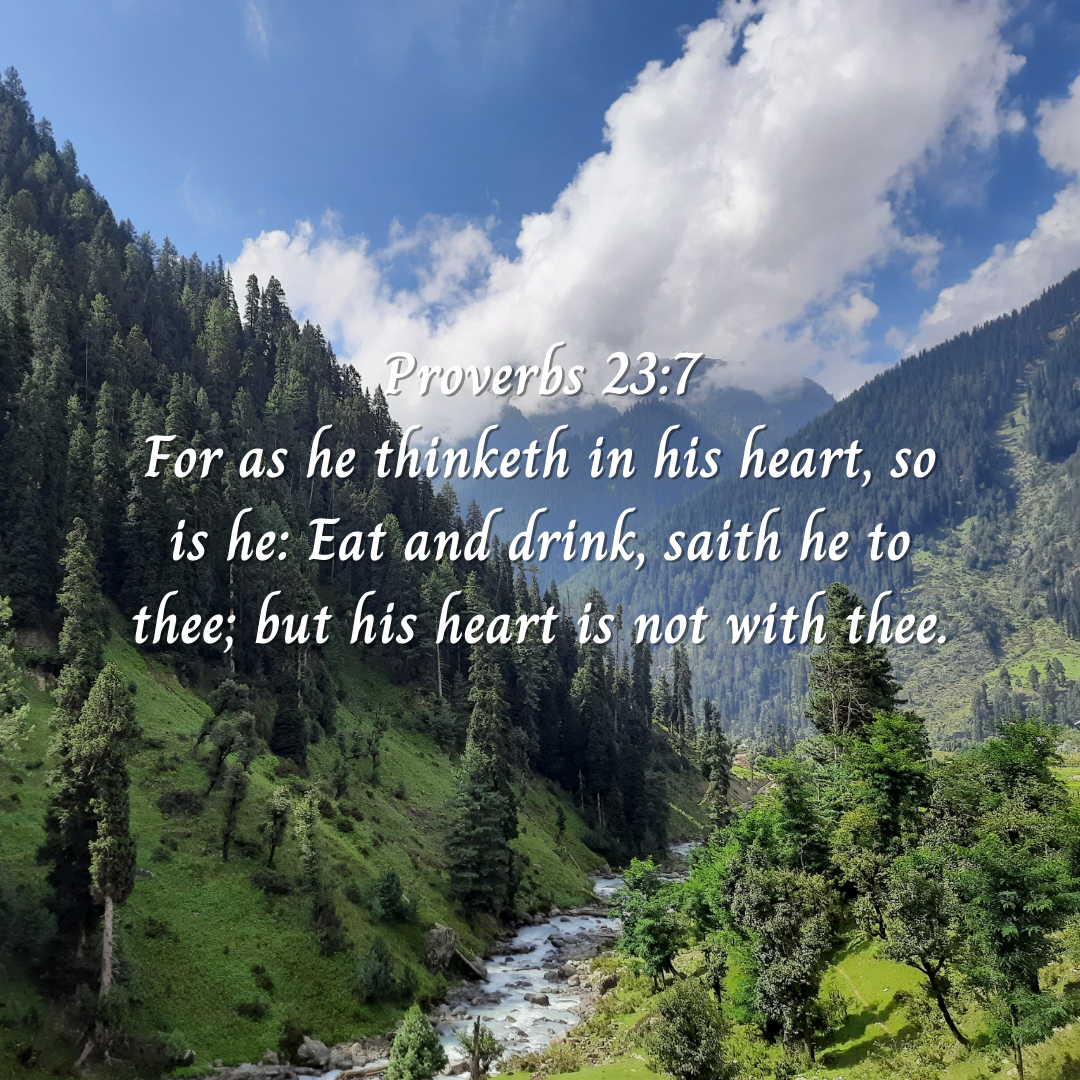 Proverbs 23:7
For as he thinketh in his heart, so
is he: Eat and drink, saith he to
thee; but his heart is not with thee.